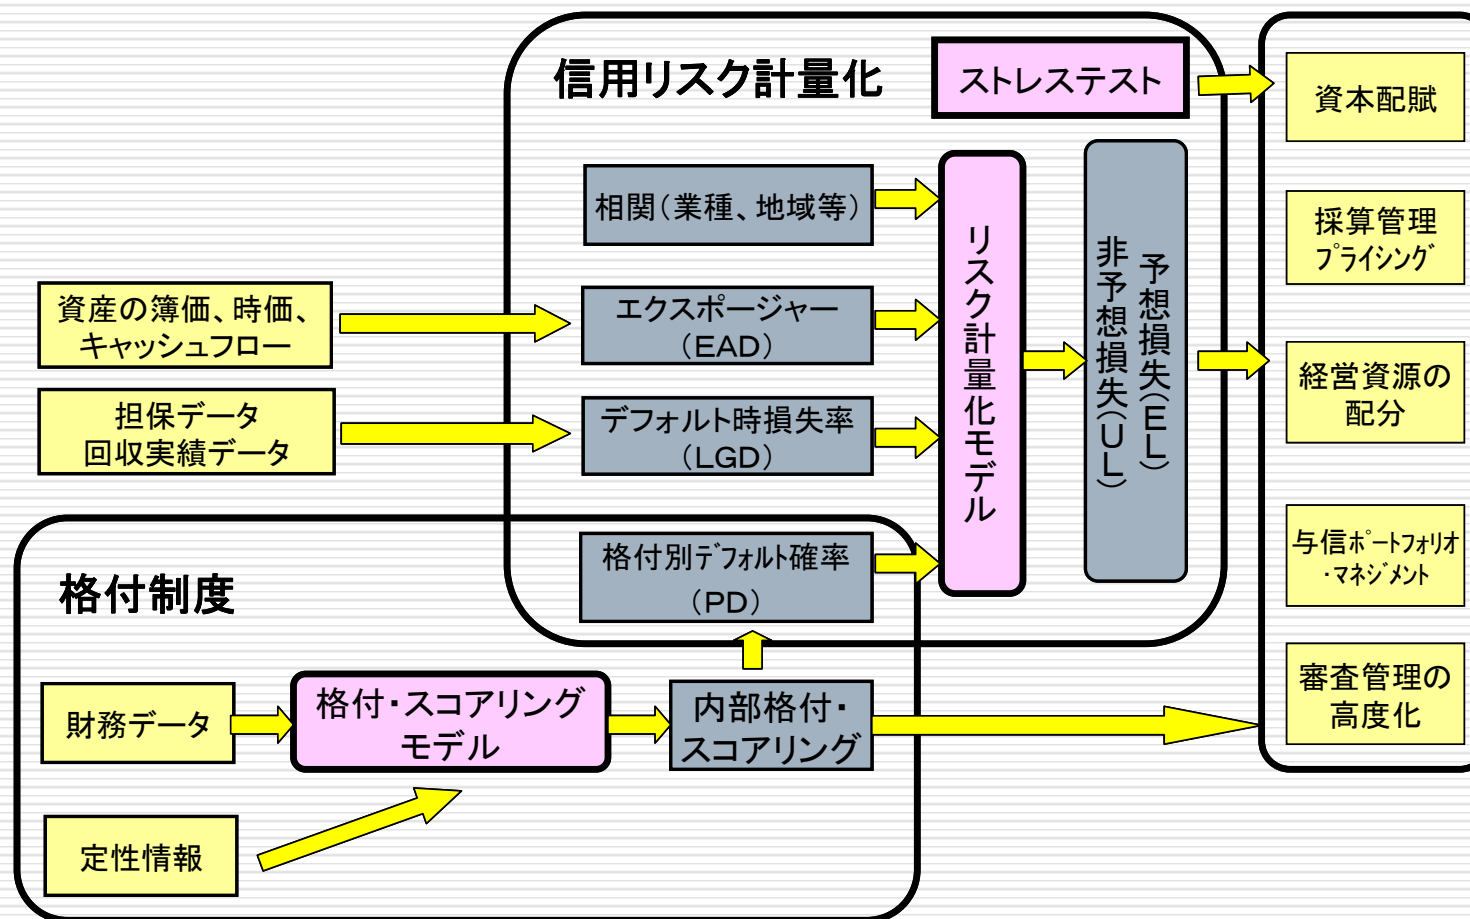 信用リスク計量化
ストレステスト
資本配賦
相関（業種、地域等）
採算管理
プライシング
リスク計量化モデル
予想損失（EL）
非予想損失（UL）
資産の簿価、時価、
キャッシュフロー
エクスポージャー
（EAD）
経営資源の
配分
担保データ
回収実績データ
デフォルト時損失率
（LGD）
与信ポートフォリオ
・マネジメント
格付別デフォルト確率
（PD）
格付制度
審査管理の
高度化
財務データ
格付・スコアリング
モデル
内部格付・
スコアリング
定性情報